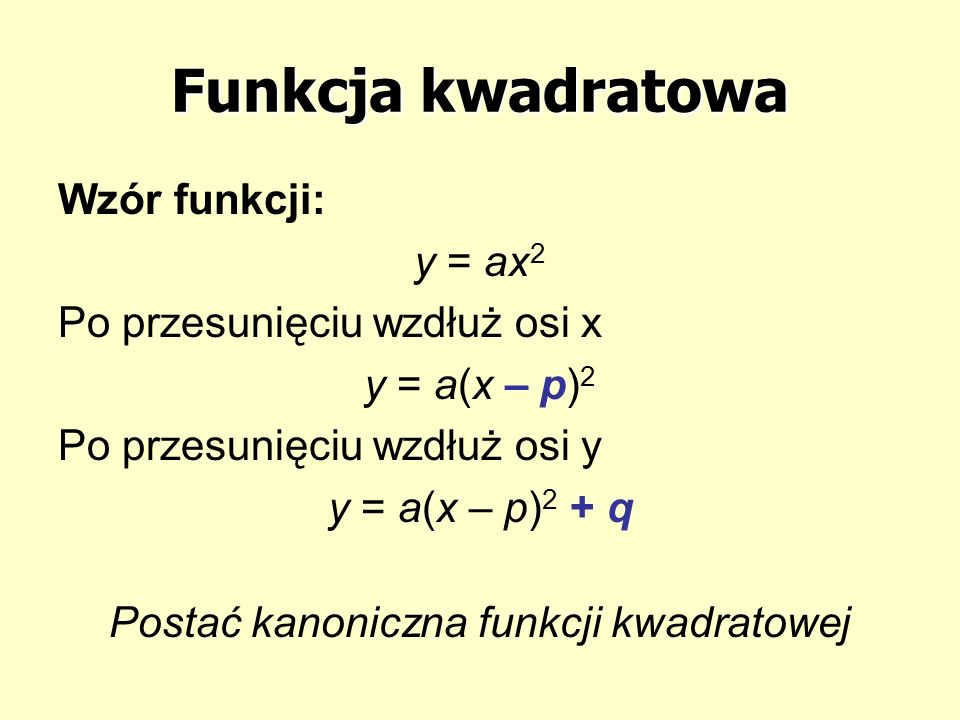 Funkcja kwadratowa
Wzór funkcji:
y = ax²
Po przesunięciu wzdłuż osi x
y = a(x – p)²
Po przesunięciu wzdłuż osi y
y = a(x – p)² + q
Postać kanoniczna funkcji kwadratowej